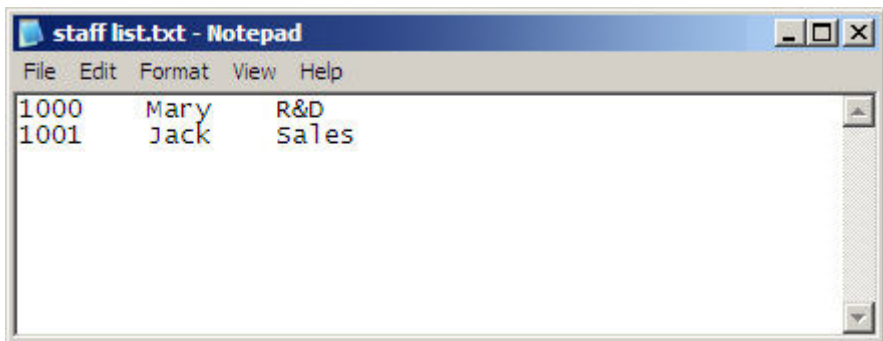 staff list.txt - Notepad
File Edit Format View Help
1000 Mary R&D
1001 Jack Sales